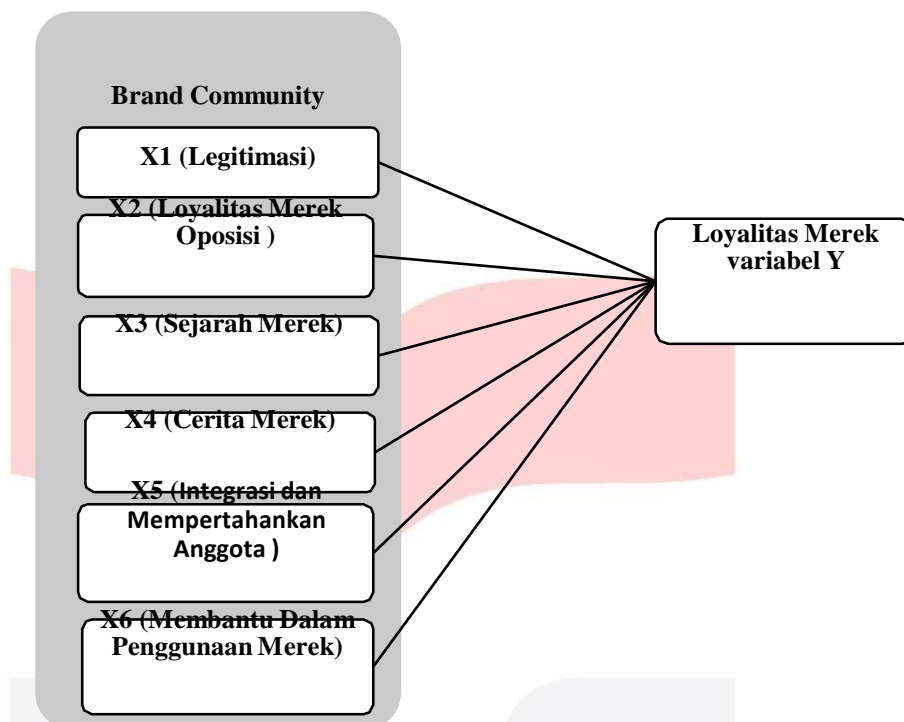 Brand Community
X1 (Legitimasi)
X2 (Loyalitas Merek
Oposisi )
X3 (Sejarah Merek)
X4 (Cerita Merek)
X5 (Integrasi dan
Mempertahankan
Anggota )
X6 (Membantu Dalam
Penggunaan Merek)
Loyalitas Merek
variabel Y